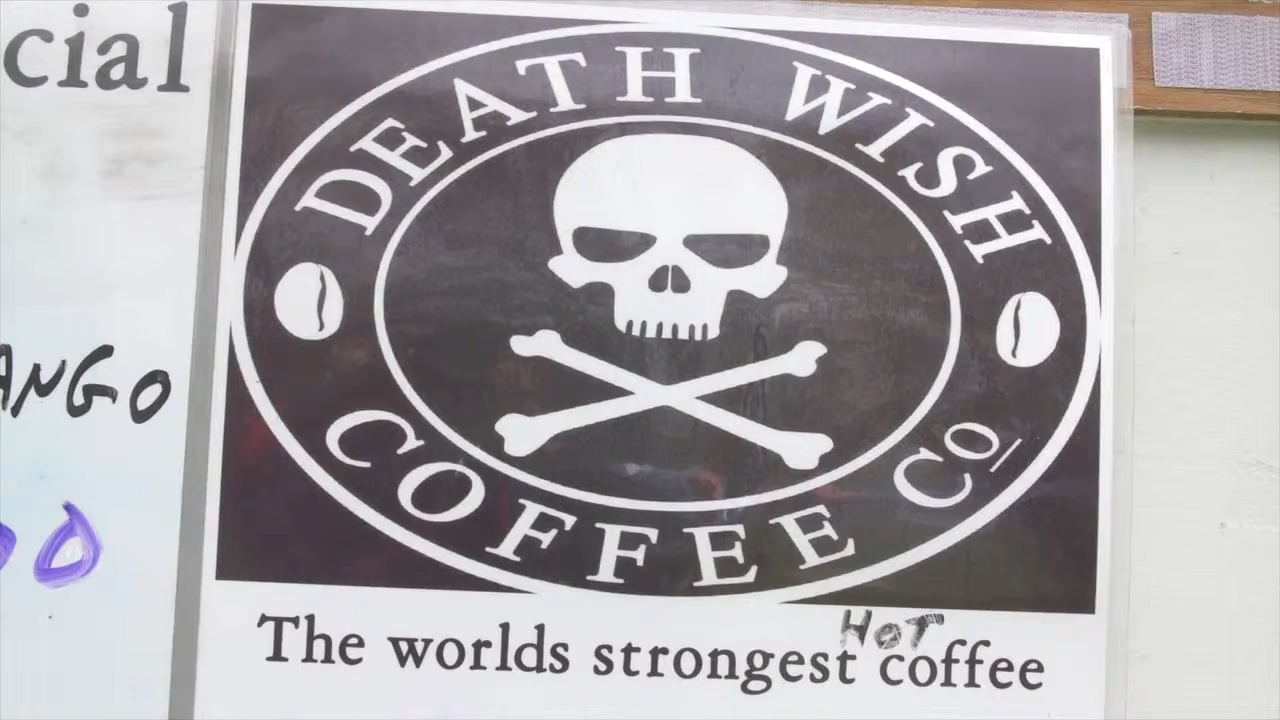 cial
ANGO
DEATH WISH
COFFEE Co
HOT
The worlds strongest coffee